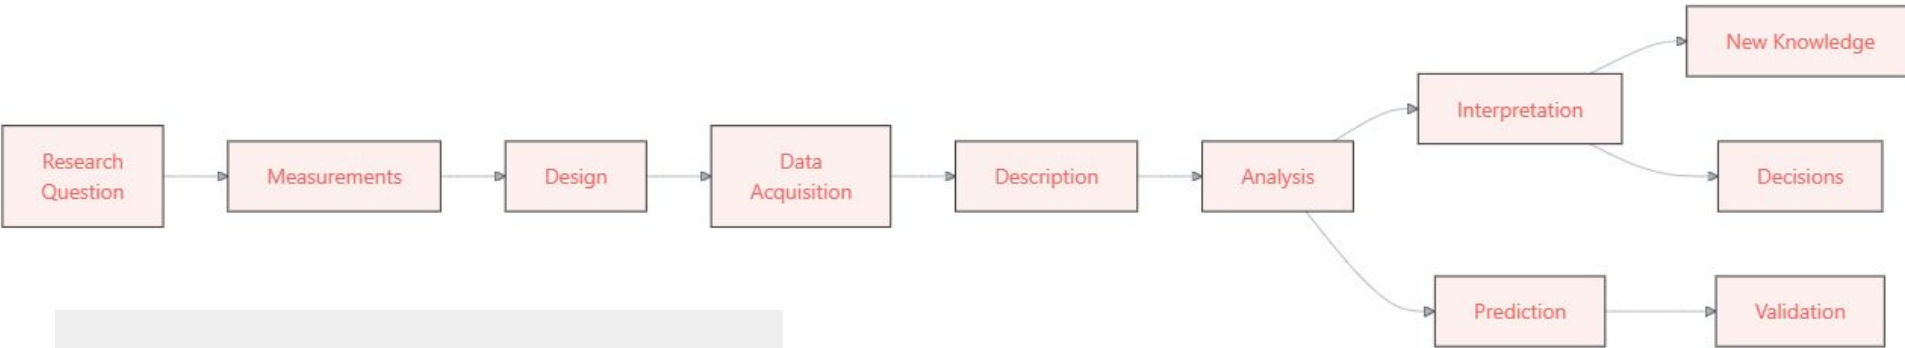 Research
Question
Measurements
Design
Data
Acquisition
Description
Analysis
Interpretation
New Knowledge
Decisions
Prediction
Validation